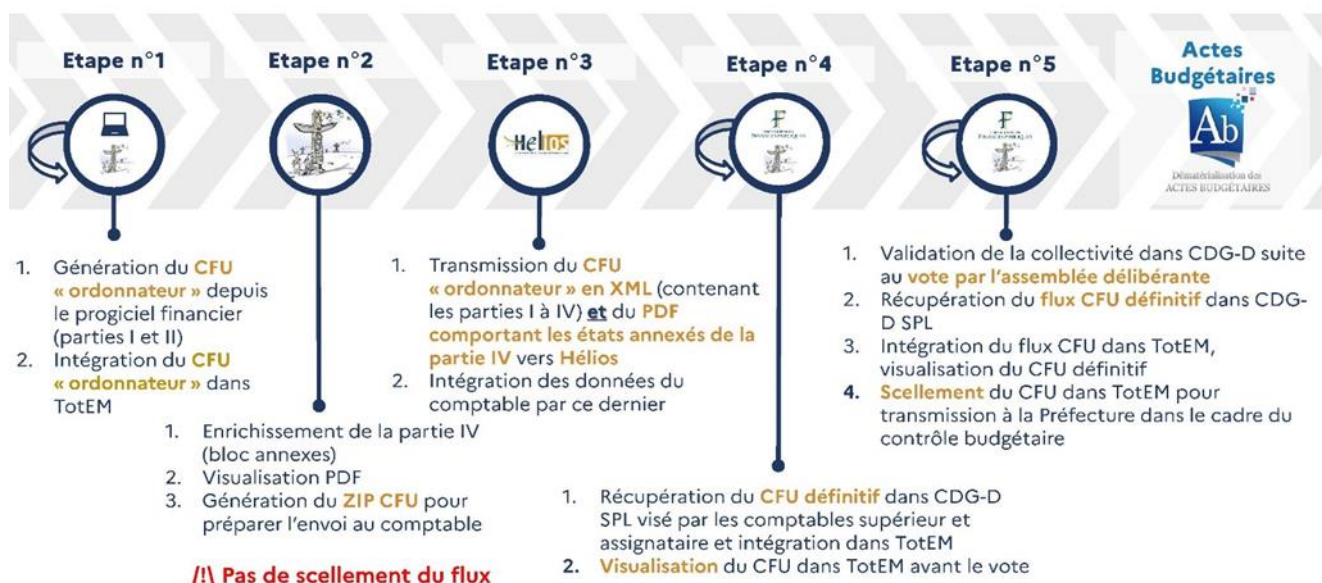 Etape n°1
Etape n°2
Etape n°3
Etape n°4
Etape n°5
Actes
Budgétaires
Hélios
Ab
Dématérialisation des
ACTES BUDGÉTAIRES
1. Génération du CFU
« ordonnateur » depuis
le progiciel financier
(parties I et II)
2. Intégration du CFU
« ordonnateur » dans
TotEM
1. Enrichissement de la partie IV
(bloc annexes)
2. Visualisation PDF
3. Génération du ZIP CFU pour
préparer l'envoi au comptable
/!\ Pas de scellement du flux
1. Transmission du CFU
« ordonnateur » en XML (contenant
les parties I à IV) et du PDF
comportant les états annexés de la
partie IV vers Hélios
2. Intégration des données du
comptable par ce dernier
1. Récupération du CFU définitif dans CDG-D
SPL visé par les comptables supérieur et
assignataire et intégration dans TotEM
2. Visualisation du CFU dans TotEM avant le vote
1. Validation de la collectivité dans CDG-D suite
au vote par l'assemblée délibérante
2. Récupération du flux CFU définitif dans CDG-
D SPL
3. Intégration du flux CFU dans TotEM,
visualisation du CFU définitif
4. Scellement du CFU dans TotEM pour
transmission à la Préfecture dans le cadre du
contrôle budgétaire